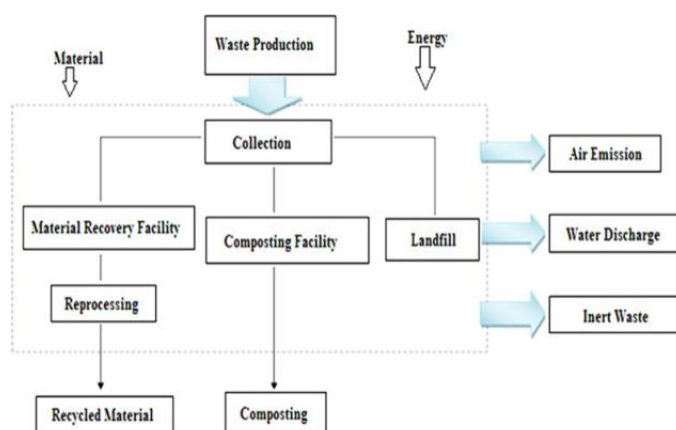 Waste Production
Energy
Material
Collection
Air Emission
Material Recovery Facility
Composting Facility
Landfill
Water Discharge
Reprocessing
Inert Waste
Recycled Material
Composting